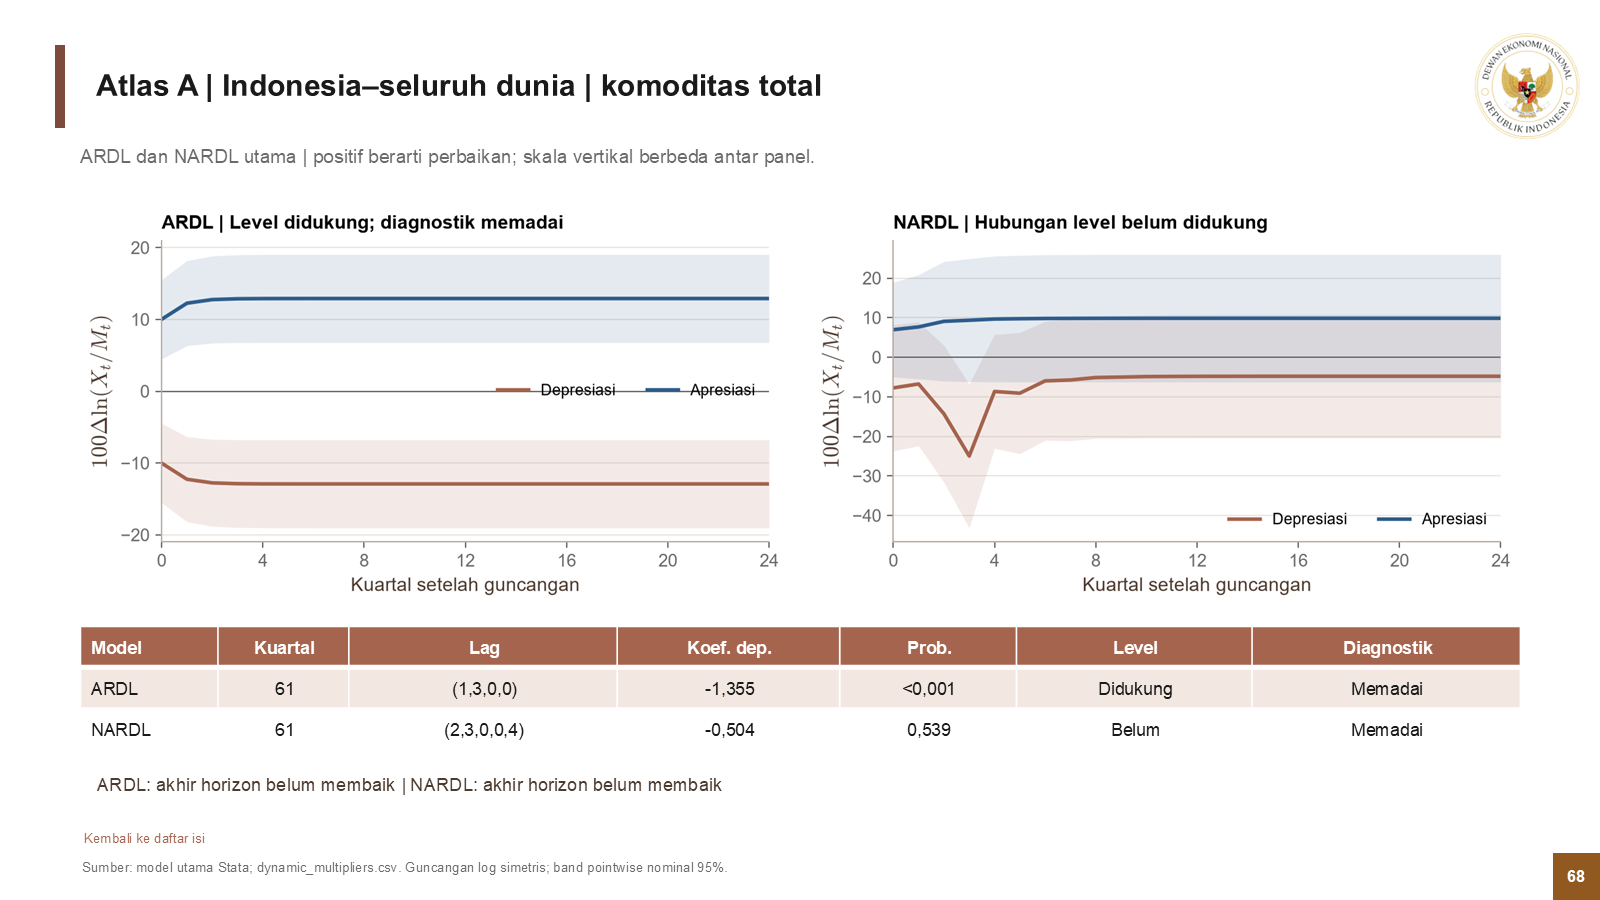 Atlas A | Indonesia–seluruh dunia | komoditas total
DEWAN EKONOMI NASIONAL
REPUBLIK INDONESIA
ARDL dan NARDL utama | positif berarti perbaikan; skala vertikal berbeda antar panel.
ARDL | Level didukung; diagnostik memadai
20
10
0
−10
−20
100Δln(Xₜ/Mₜ)
Depresiasi Apresiasi
0 4 8 12 16 20 24
Kuartal setelah guncangan
NARDL | Hubungan level belum didukung
20
10
0
−10
−20
−30
−40
100Δln(Xₜ/Mₜ)
Depresiasi Apresiasi
0 4 8 12 16 20 24
Kuartal setelah guncangan
Model Kuartal Lag Koef. dep. Prob. Level Diagnostik
ARDL 61 (1,3,0,0) -1,355 <0,001 Didukung Memadai
NARDL 61 (2,3,0,0,4) -0,504 0,539 Belum Memadai
ARDL: akhir horizon belum membaik | NARDL: akhir horizon belum membaik
Kembali ke daftar isi
Sumber: model utama Stata; dynamic_multipliers.csv. Guncangan log simetris; band pointwise nominal 95%.
68